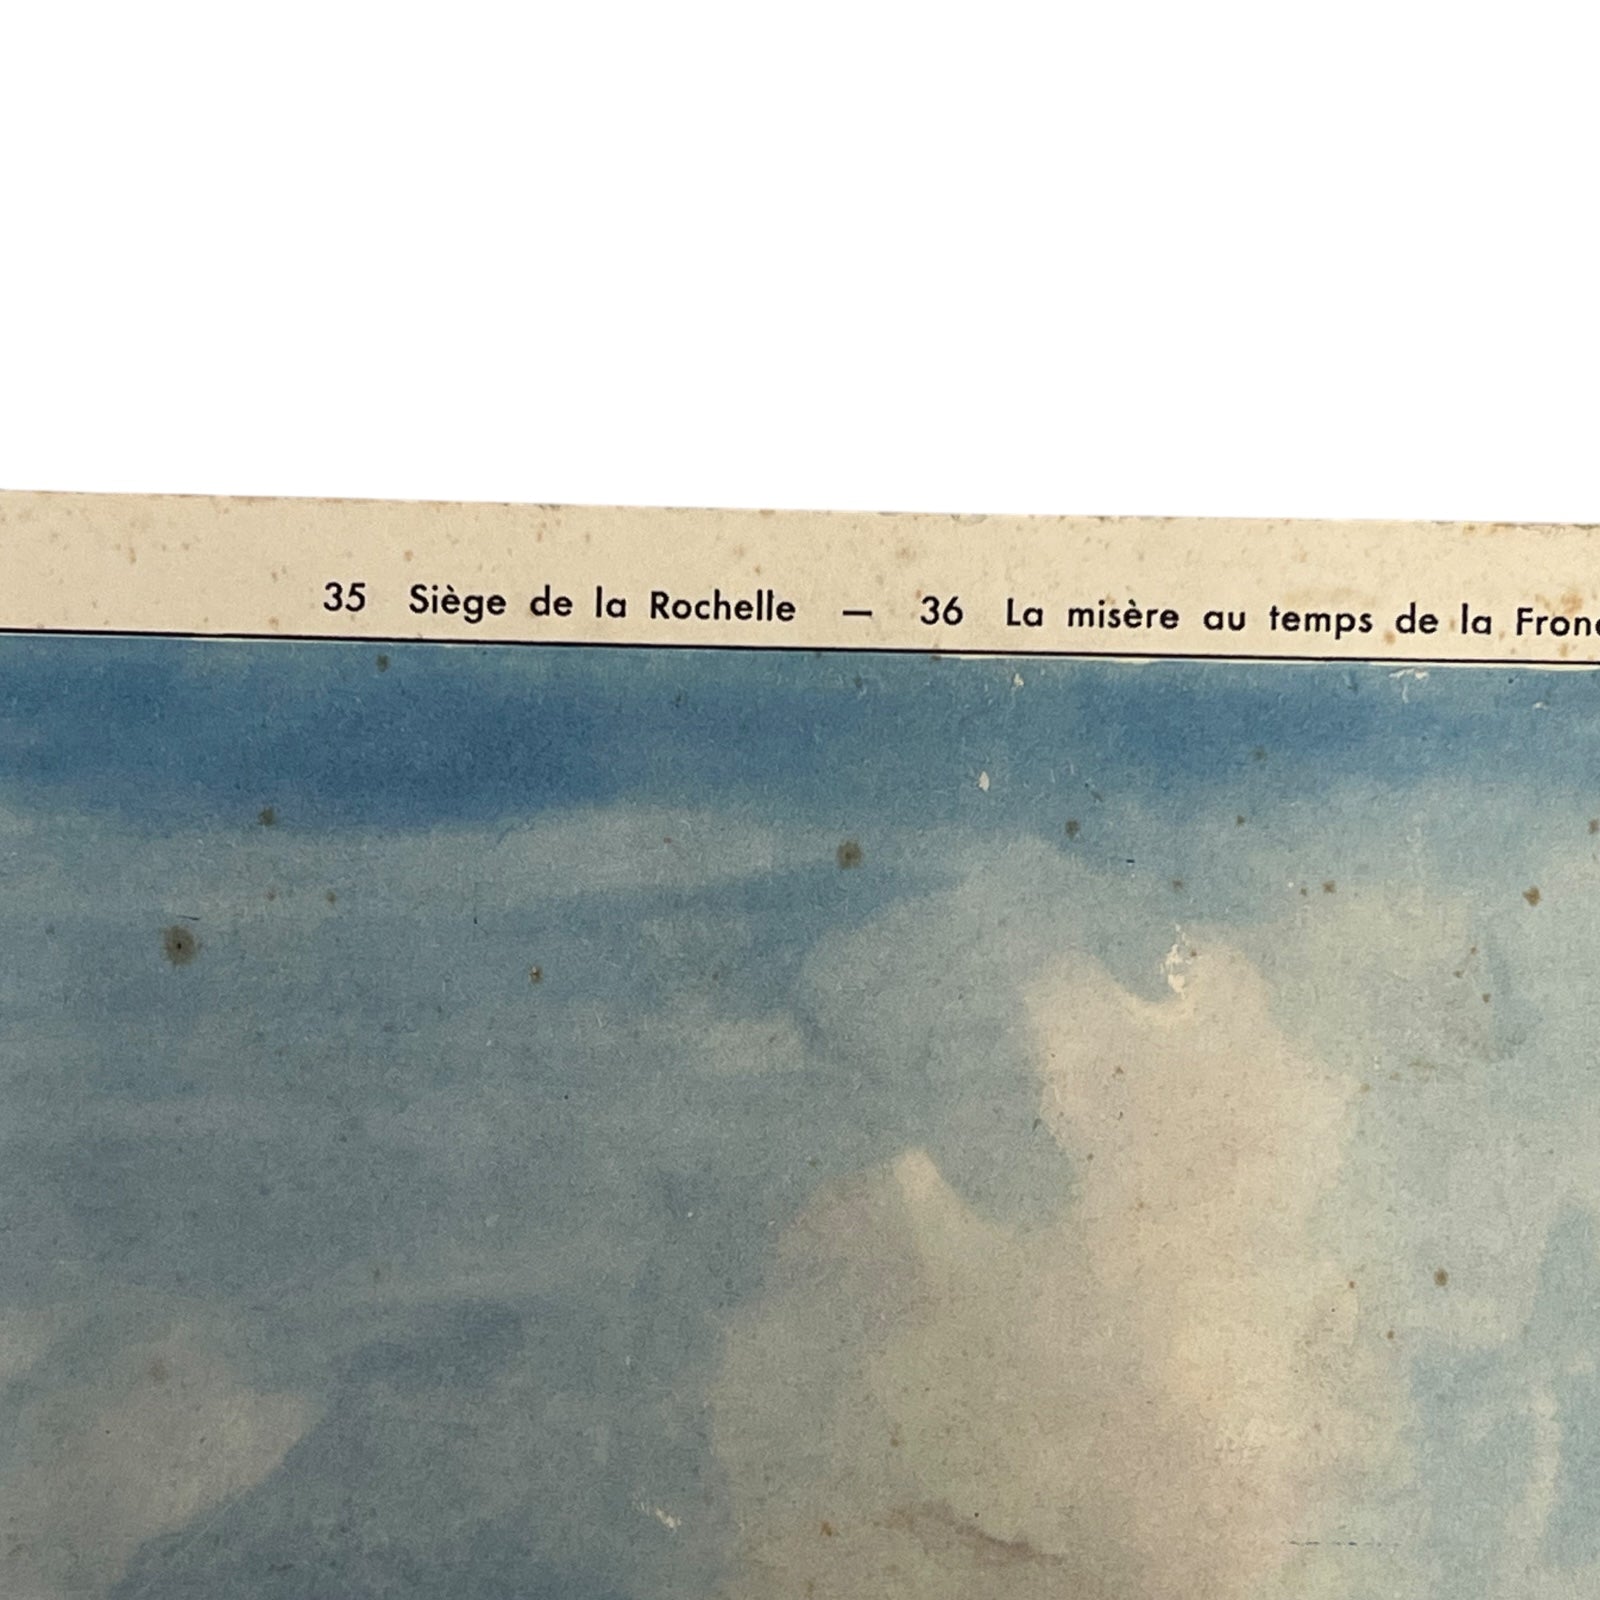 35 Siège de la Rochelle — 36 La misère au temps de la